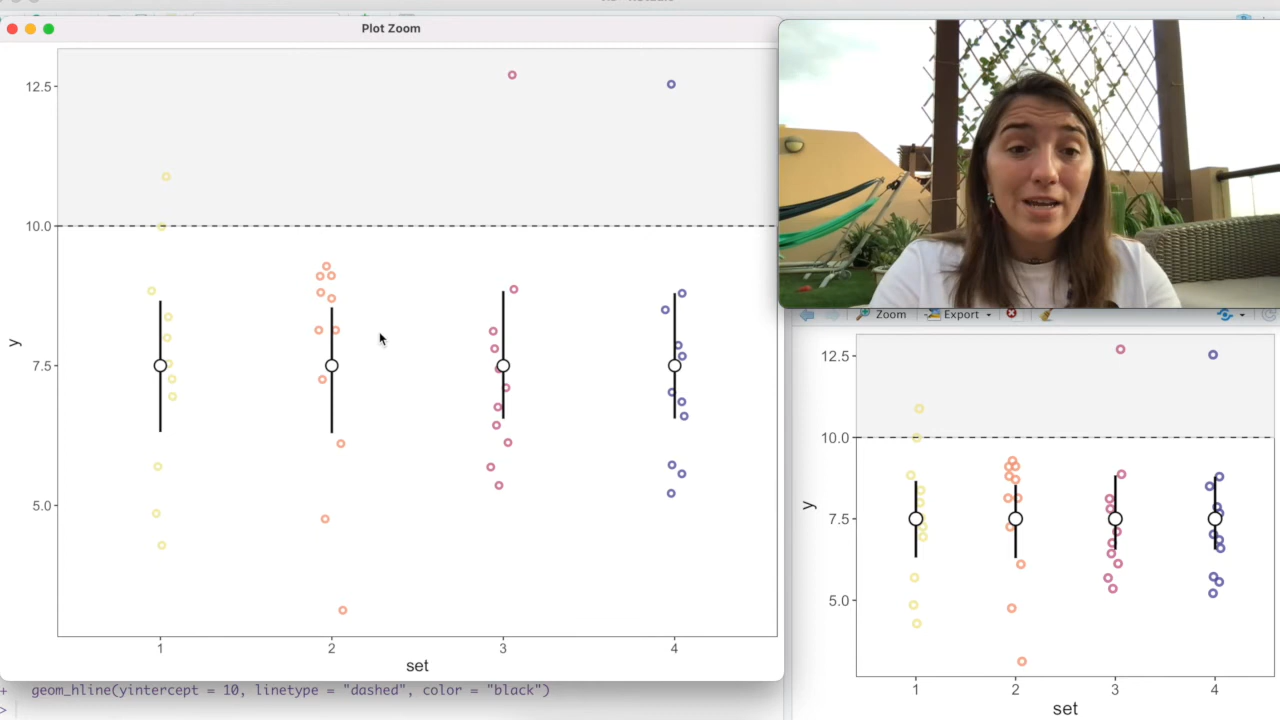 Plot Zoom
12.5
10.0
7.5
5.0
y
1 2 3 4
set
+ geom_hline(yintercept = 10, linetype = "dashed", color = "black")
>
Zoom Export
12.5
10.0
7.5
5.0
y
1 2 3 4
set